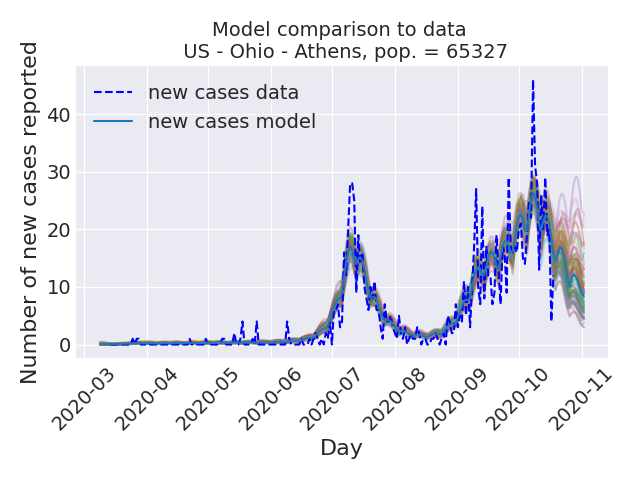 Model comparison to data
US - Ohio - Athens, pop. = 65327
new cases data
new cases model
Number of new cases reported
40
30
20
10
0
2020-03
2020-04
2020-05
2020-06
2020-07
2020-08
2020-09
2020-10
2020-11
Day